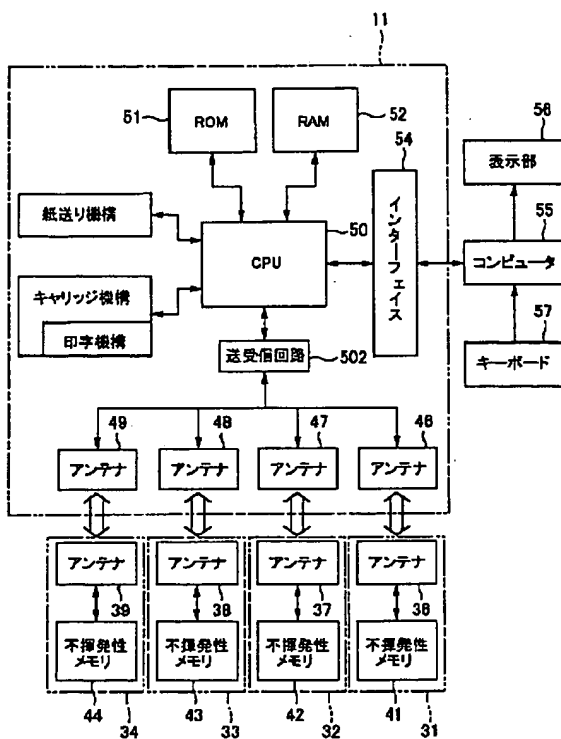 11
51
ROM
RAM
52
54
56
表示部
紙送り機構
50
CPU
インターフェイス
55
コンピュータ
キャリッジ機構
印字機構
送受信回路
502
57
キーボード
49
48
47
46
アンテナ
アンテナ
アンテナ
アンテナ
アンテナ
アンテナ
アンテナ
アンテナ
39
38
37
36
不揮発性
メモリ
不揮発性
メモリ
不揮発性
メモリ
不揮発性
メモリ
44
34
43
33
42
32
41
31